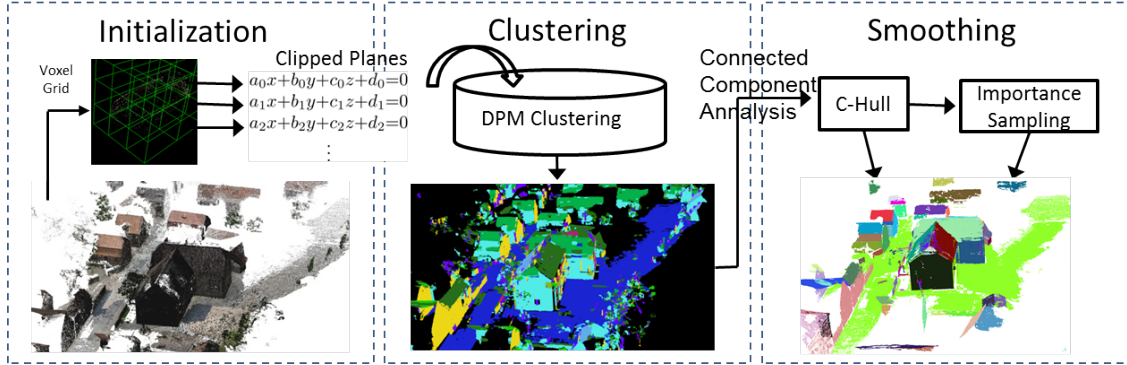 Initialization
Voxel
Grid
Clipped Planes
a₀x+b₀y+c₀z+d₀=0
a₁x+b₁y+c₁z+d₁=0
a₂x+b₂y+c₂z+d₂=0
⋮
Clustering
DPM Clustering
Connected
Component
Annalysis
Smoothing
C-Hull
Importance
Sampling